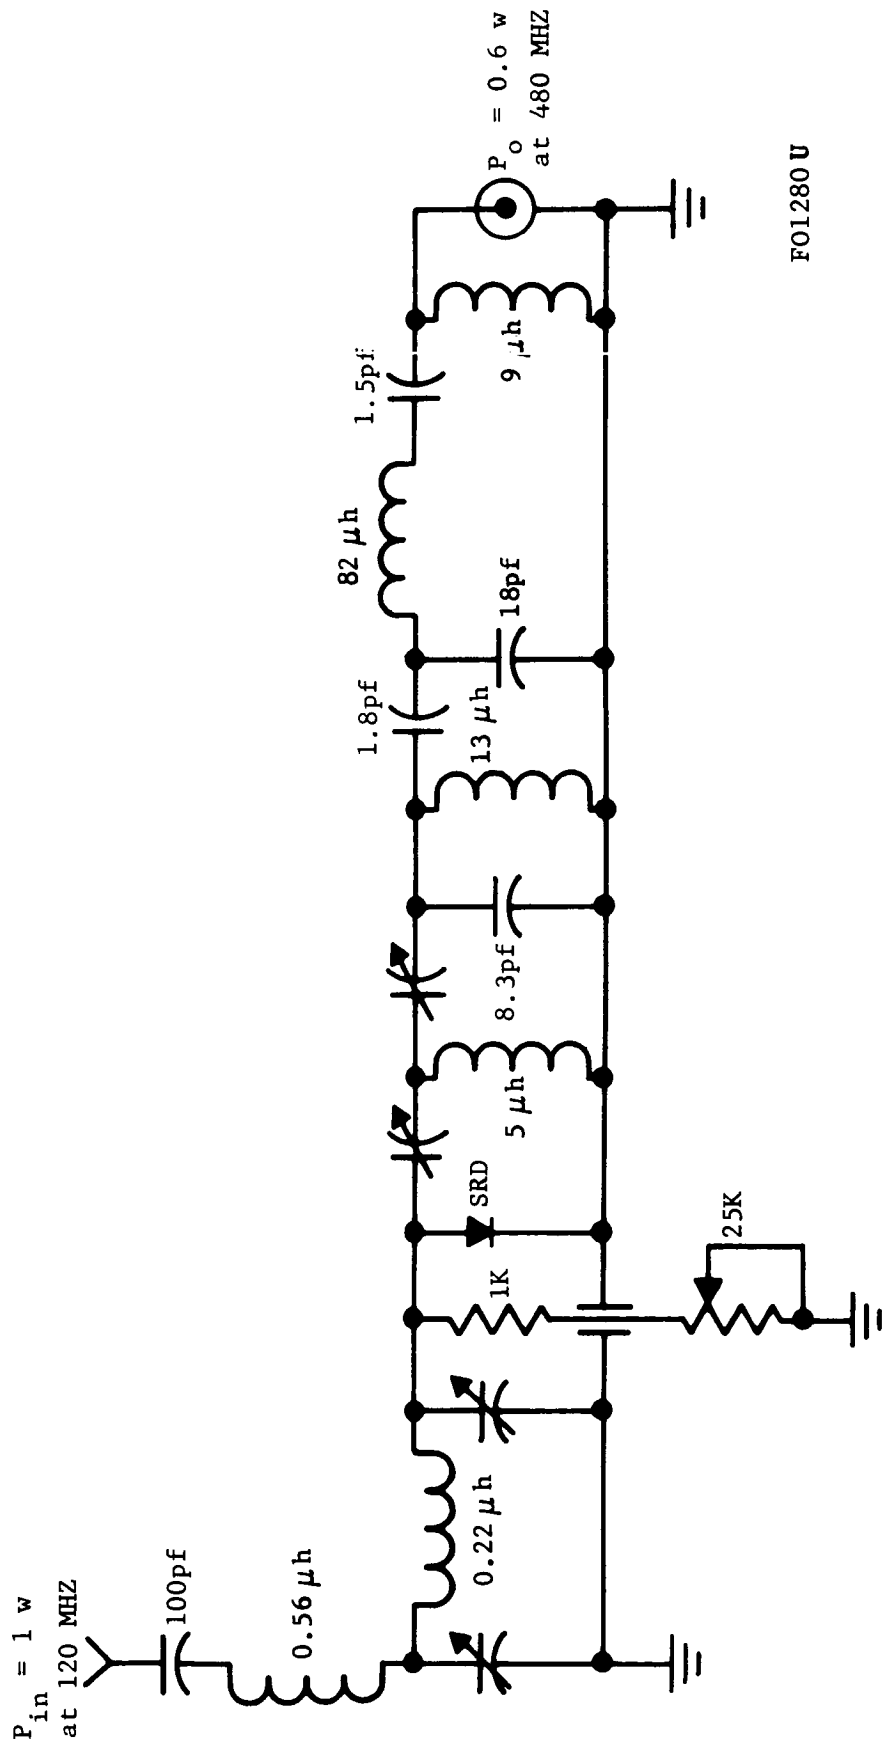 P_in = 1 w
at 120 MHZ
100pf
0.56 μh
0.22 μh
1K
25K
SRD
5 μh
8.3pf
13 μh
1.8pf
18pf
82 μh
1.5pf
9 μh
P_o = 0.6 w
at 480 MHZ
F01280 U